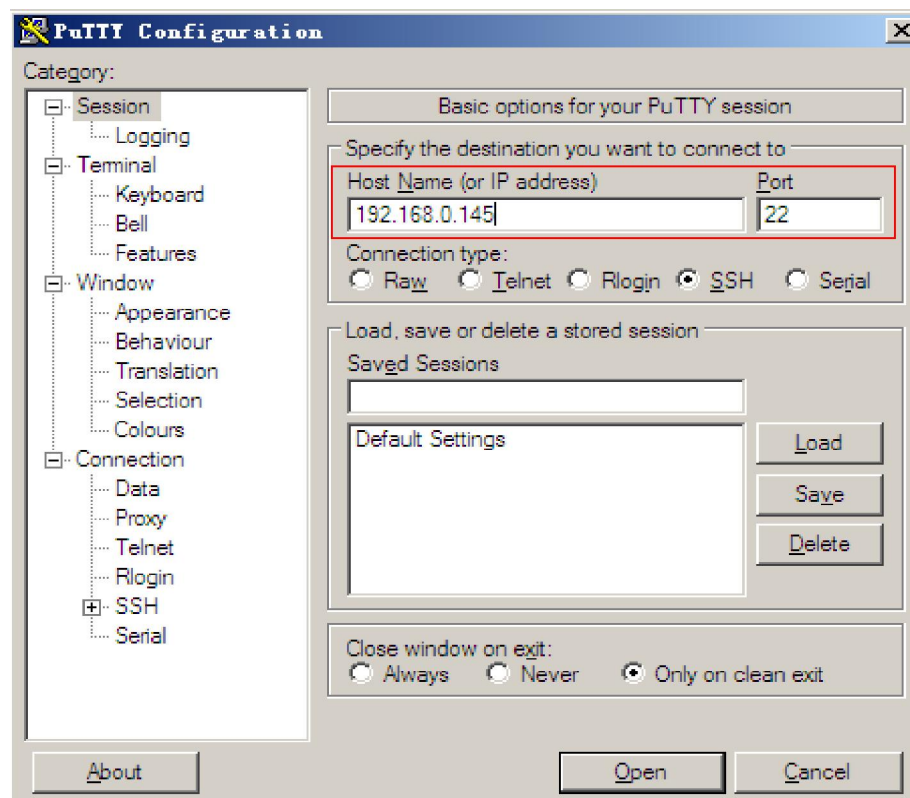 PuTTY Configuration
Category:
Session
Logging
Terminal
Keyboard
Bell
Features
Window
Appearance
Behaviour
Translation
Selection
Colours
Connection
Data
Proxy
Telnet
Rlogin
SSH
Serial
Basic options for your PuTTY session
Specify the destination you want to connect to
Host Name (or IP address) Port
192.168.0.145 22
Connection type:
Raw Telnet Rlogin SSH Serial
Load, save or delete a stored session
Saved Sessions
Default Settings
Load
Save
Delete
Close window on exit:
Always Never Only on clean exit
About Open Cancel